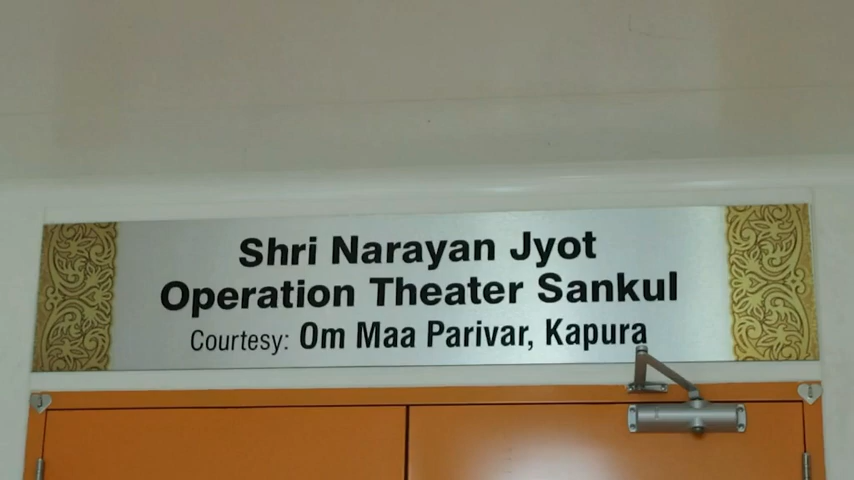 Shri Narayan Jyot
Operation Theater Sankul
Courtesy: Om Maa Parivar, Kapura